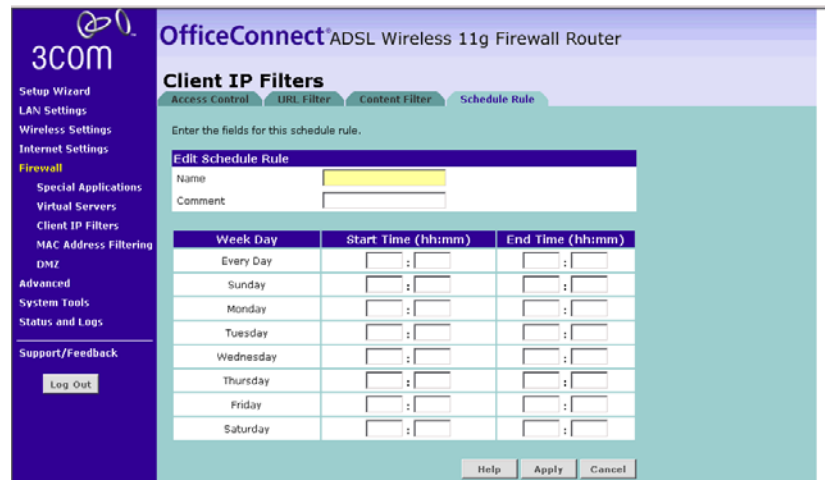 3COM
OfficeConnect® ADSL Wireless 11g Firewall Router
Client IP Filters
Access Control URL Filter Content Filter Schedule Rule
Setup Wizard
LAN Settings
Wireless Settings
Internet Settings
Firewall
Special Applications
Virtual Servers
Client IP Filters
MAC Address Filtering
DMZ
Advanced
System Tools
Status and Logs
Support/Feedback
Log Out
Enter the fields for this schedule rule.
Edit Schedule Rule
Name
Comment
Week Day Start Time (hh:mm) End Time (hh:mm)
Every Day : :
Sunday : :
Monday : :
Tuesday : :
Wednesday : :
Thursday : :
Friday : :
Saturday : :
Help Apply Cancel